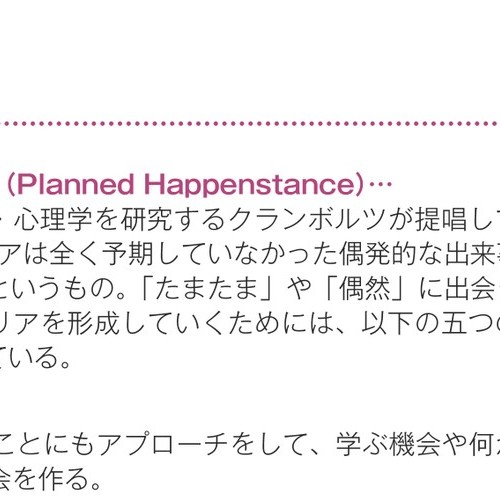 (Planned Happenstance)…
・心理学を研究するクランボルツが提唱し
アは全く予期していなかった偶発的な出来
というもの。「たまたま」や「偶然」に出会
リアを形成していくためには、以下の五つ
ている。
ことにもアプローチをして、学ぶ機会や何
会を作る。